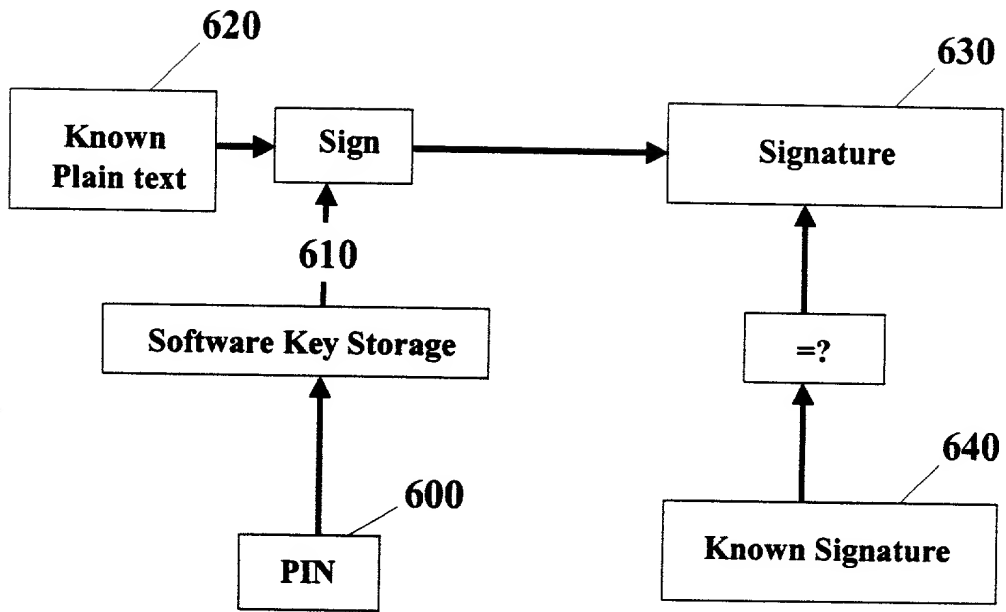 620
630
Known
Plain text
Sign
Signature
610
Software Key Storage
=?
640
600
Known Signature
PIN